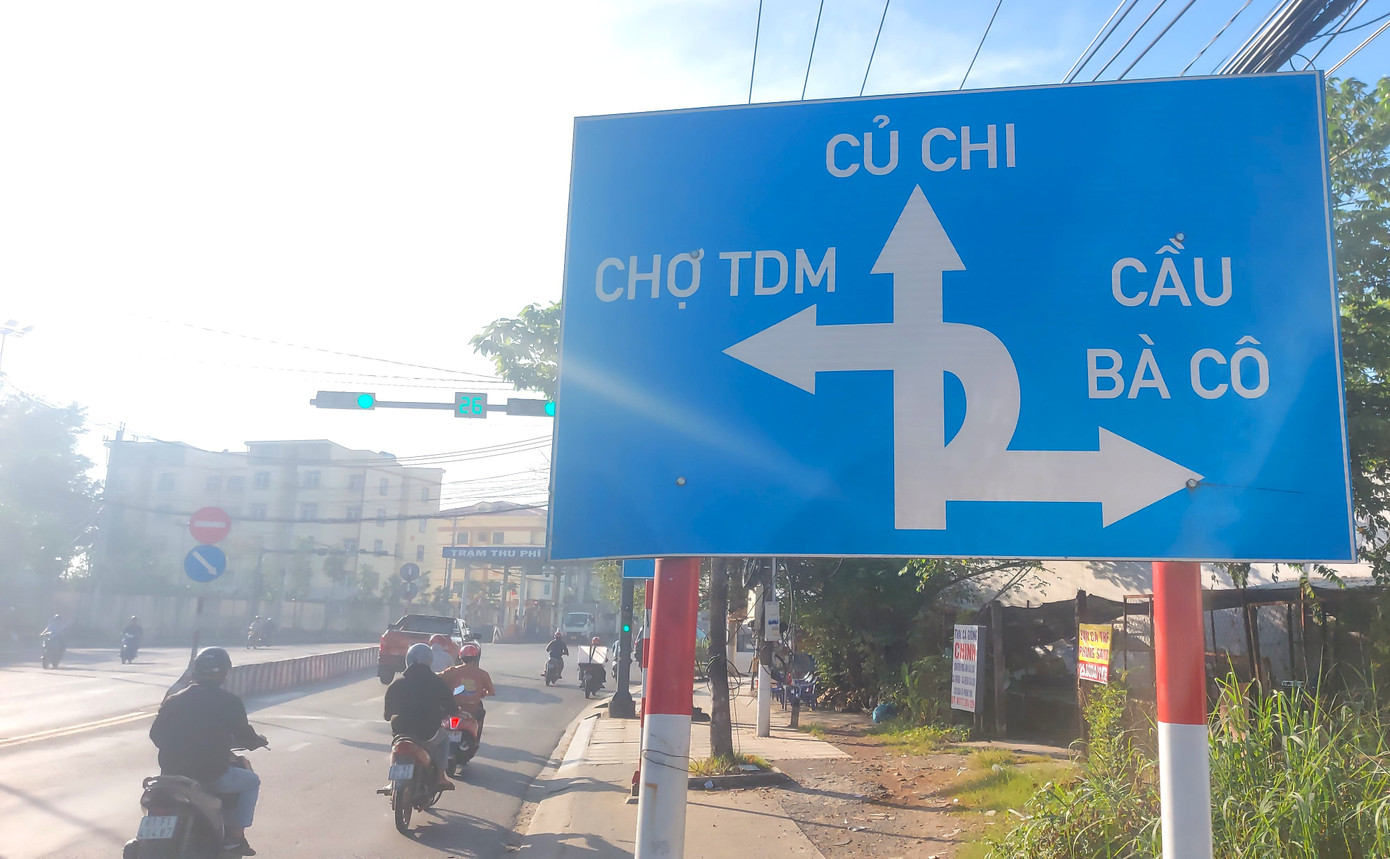 CỦ CHI
CHỢ TDM
CẦU
BÀ CÔ
26
TRẠM THU PHÍ